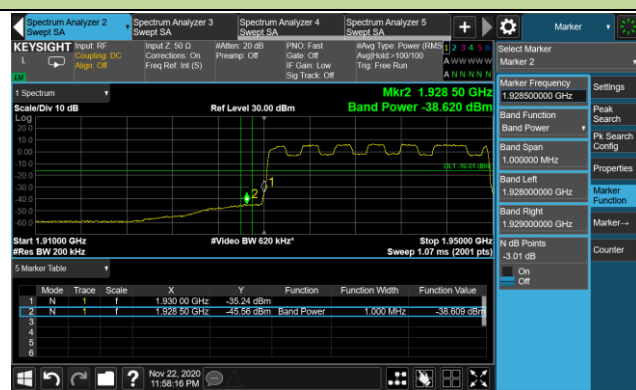 Spectrum Analyzer 2
Swept SA
Spectrum Analyzer 3
Swept SA
Spectrum Analyzer 4
Swept SA
Spectrum Analyzer 5
Swept SA
+
Marker
KEYSIGHT
L
Input: RF
Coupling: DC
Align: Off
Input Z: 50 Ω
Corrections: On
Freq Ref: Int (S)
#Atten: 20 dB
Preamp: Off
PNO: Fast
Gate: Off
IF Gain: Low
Sig Track: Off
#Avg Type: Power (RMS
Avg|Hold:>100/100
Trig: Free Run
1 2 3 4 5 6
A W W W W W
A N N N N N
LXI
1 Spectrum
Scale/Div 10 dB
Ref Level 30.00 dBm
Mkr2 1.928 50 GHz
Band Power -38.620 dBm
Log
20.0
10.0
0.00
-10.0
-20.0
-30.0
-40.0
-50.0
-60.0
DL1 -16.01 dBm
2
1
Start 1.91000 GHz
#Res BW 200 kHz
#Video BW 620 kHz*
Stop 1.95000 GHz
Sweep 1.07 ms (2001 pts)
5 Marker Table
Mode Trace Scale X Y Function Function Width Function Value
1 N 1 f 1.930 00 GHz -35.24 dBm
2 N 1 f 1.928 50 GHz -45.56 dBm Band Power 1.000 MHz -38.609 dBm
3
4
5
6
Select Marker
Marker 2
Marker Frequency
1.928500000 GHz
Band Function
Band Power
Band Span
1.000000 MHz
Band Left
1.928000000 GHz
Band Right
1.929000000 GHz
N dB Points
-3.01 dB
On
Off
Settings
Peak
Search
Pk Search
Config
Properties
Marker
Function
Marker→
Counter
?
Nov 22, 2020
11:58:16 PM